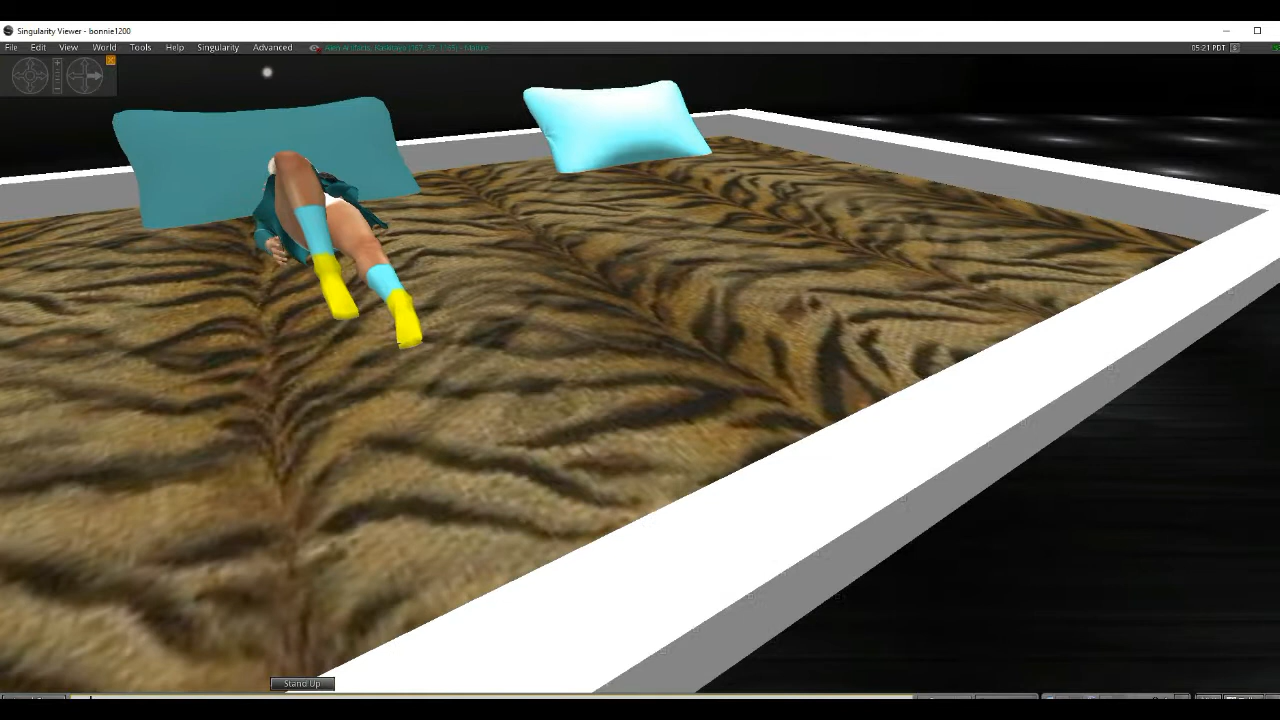 Singularity Viewer - bonnie1200
File Edit View World Tools Help Singularity Advanced
05:21 PDT
Stand Up